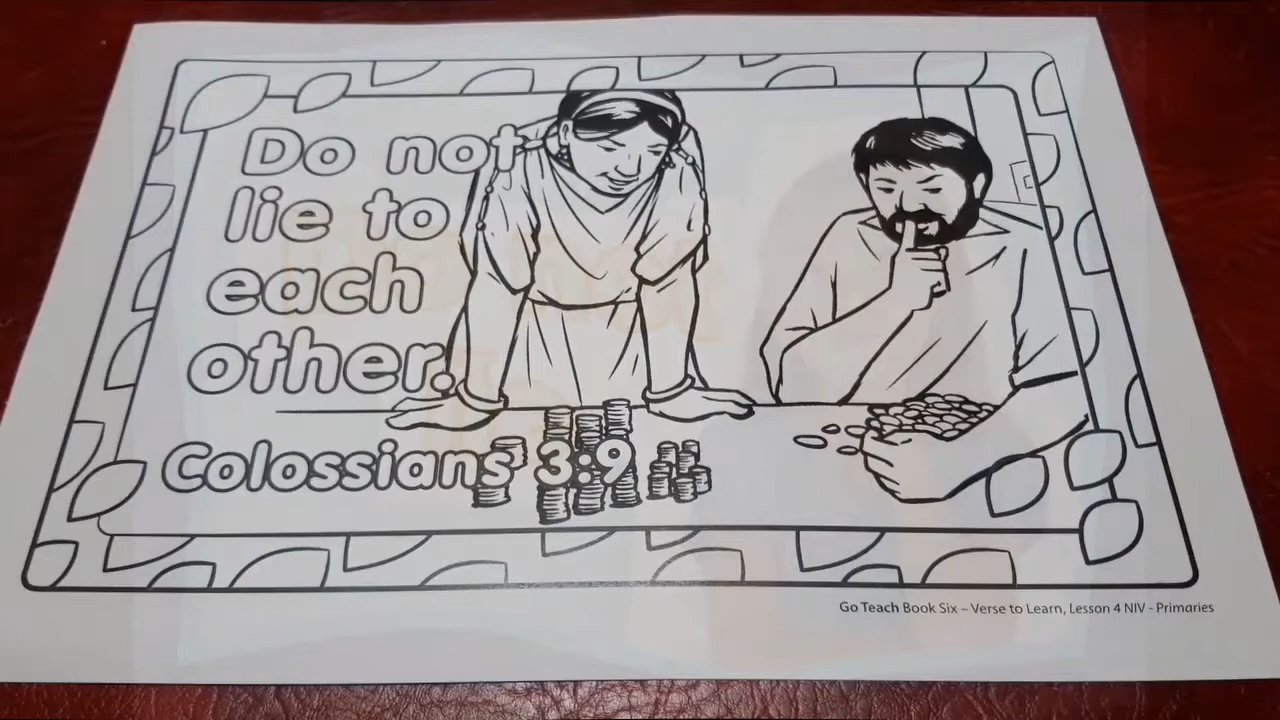 Do not
lie to
each
other.
Colossians 3:9
Go Teach Book Six – Verse to Learn, Lesson 4 NIV - Primaries